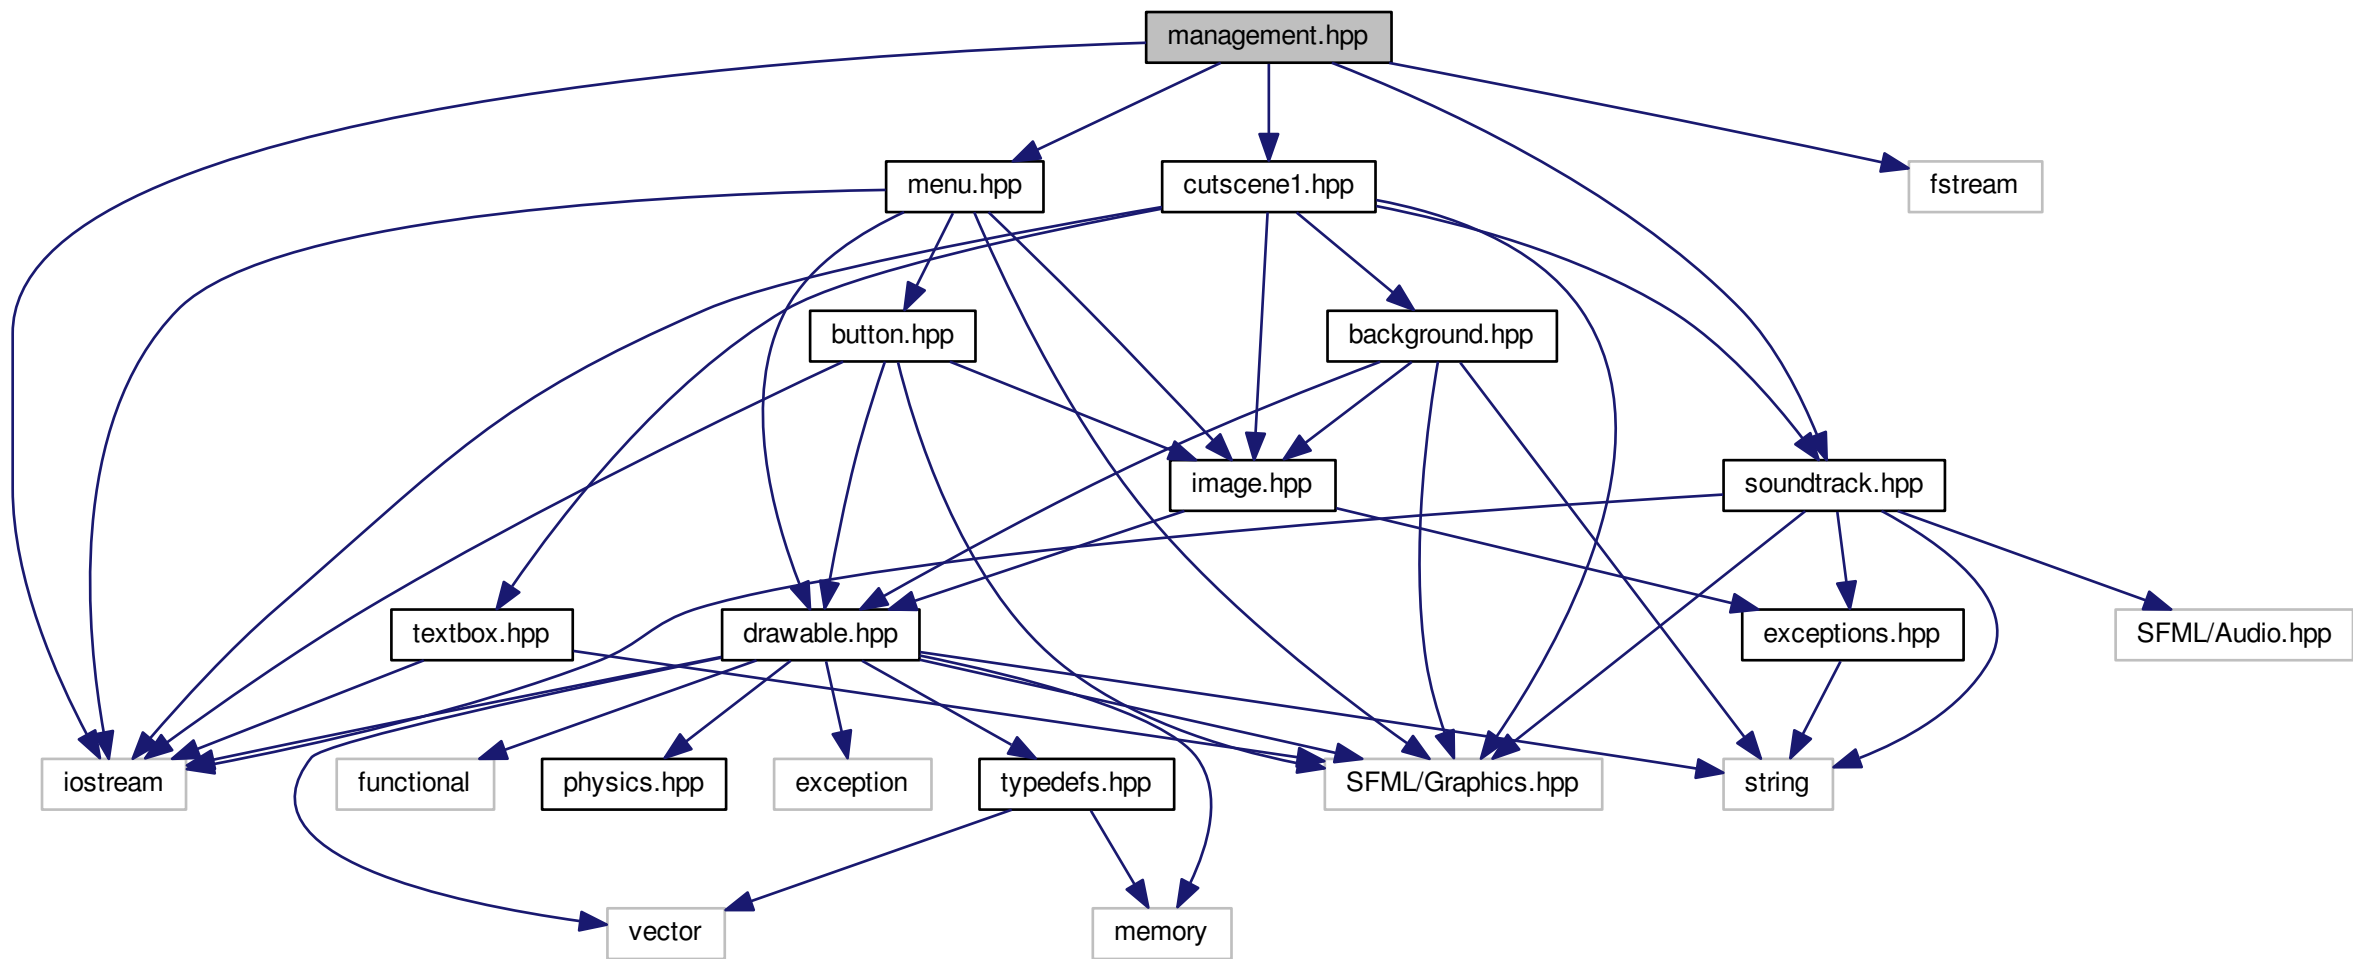 management.hpp
menu.hpp
cutscene1.hpp
fstream
button.hpp
background.hpp
image.hpp
soundtrack.hpp
textbox.hpp
drawable.hpp
exceptions.hpp
SFML/Audio.hpp
iostream
functional
physics.hpp
exception
typedefs.hpp
SFML/Graphics.hpp
string
vector
memory